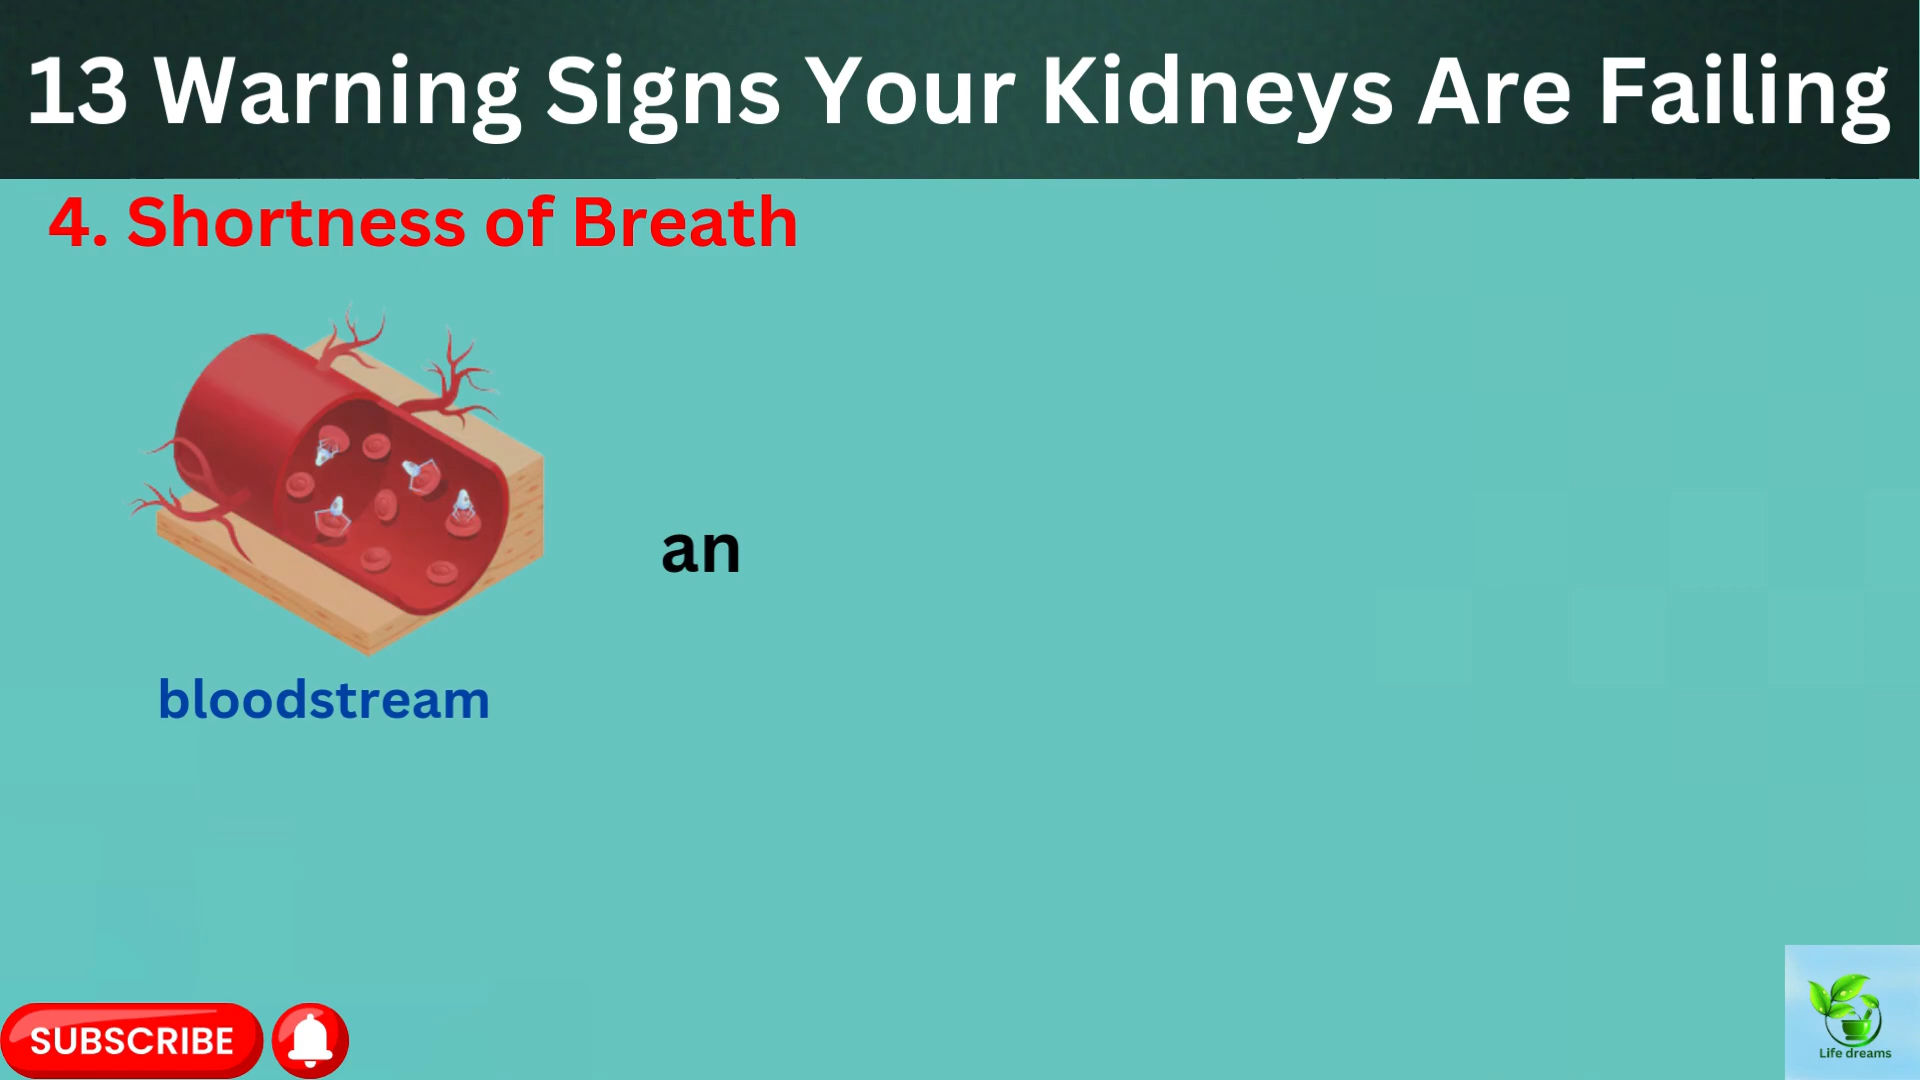 13 Warning Signs Your Kidneys Are Failing
4. Shortness of Breath
an
bloodstream
SUBSCRIBE
Life dreams